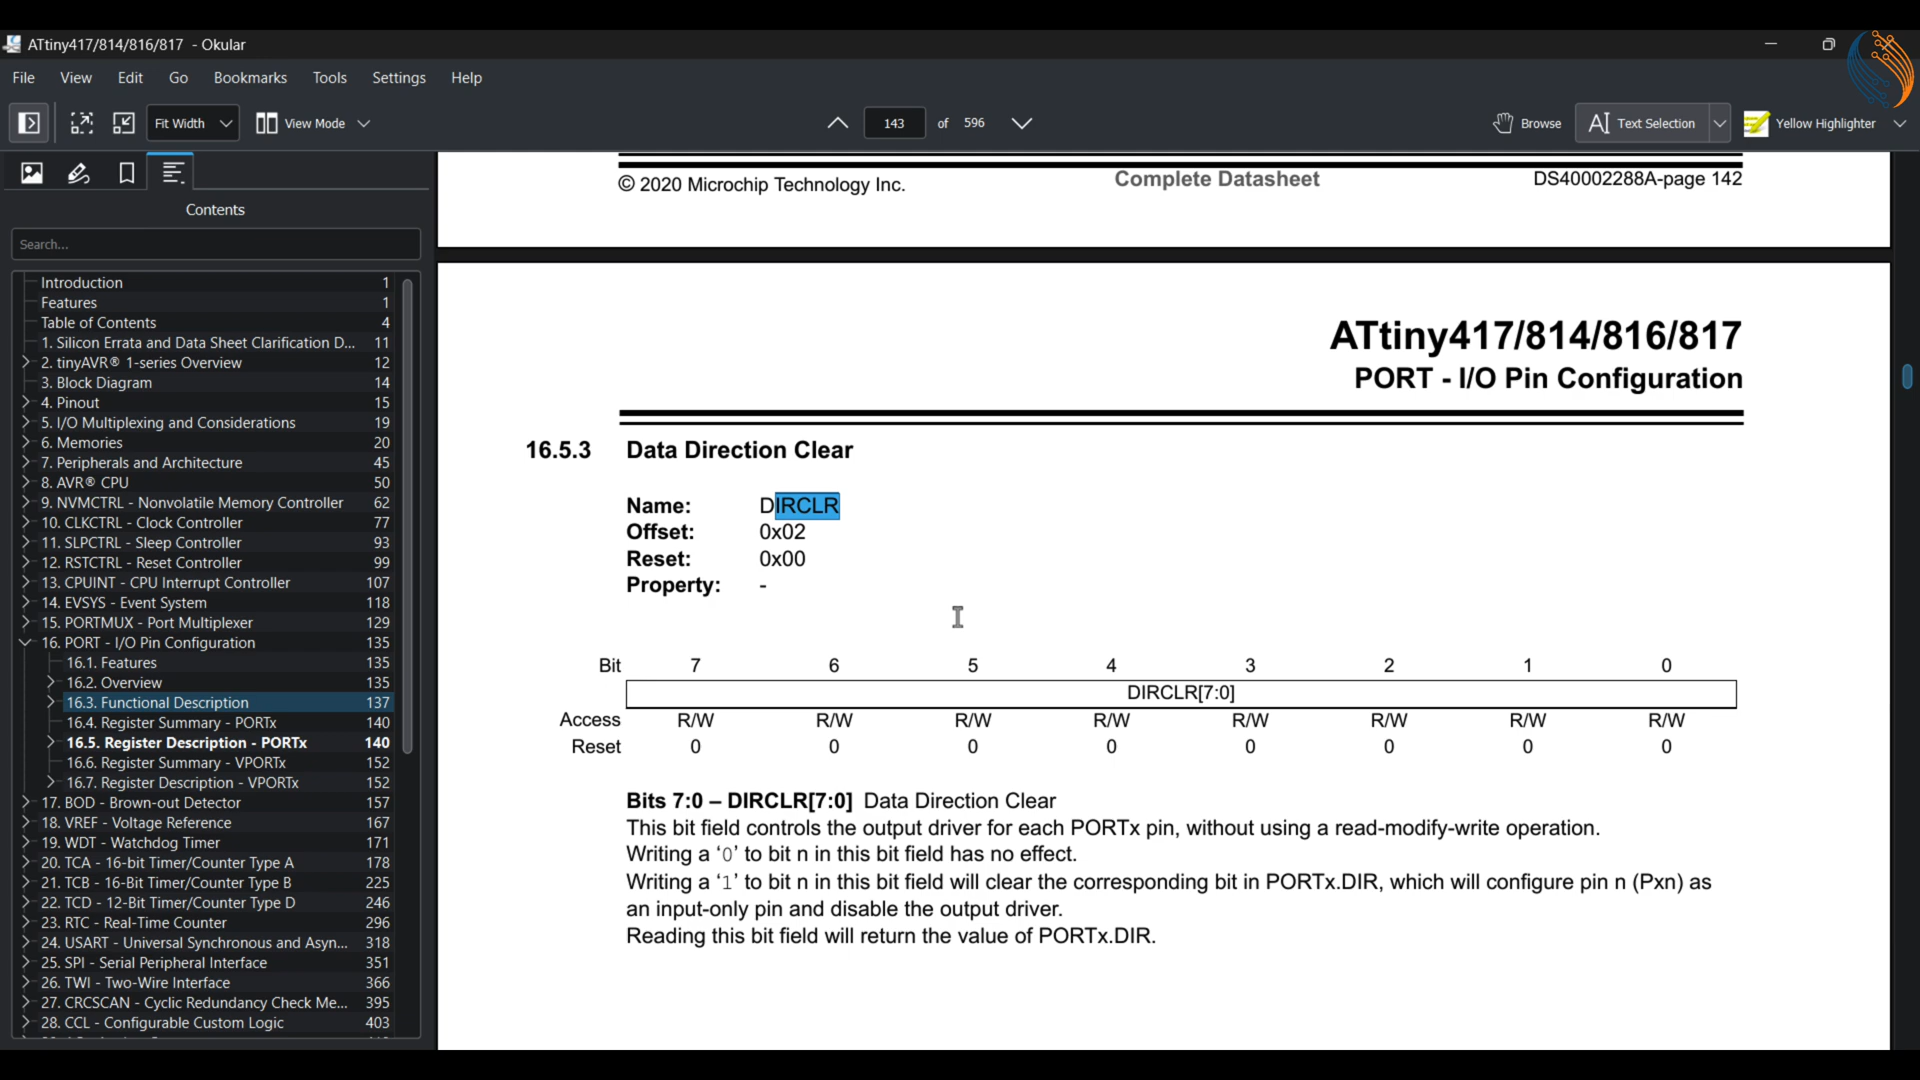 ATtiny417/814/816/817 - Okular
File View Edit Go Bookmarks Tools Settings Help
Fit Width View Mode 143 of 596 Browse Text Selection Yellow Highlighter
Contents
Search...
Introduction 1
Features 1
Table of Contents 4
1. Silicon Errata and Data Sheet Clarification D... 11
2. tinyAVR® 1-series Overview 12
3. Block Diagram 14
4. Pinout 15
5. I/O Multiplexing and Considerations 19
6. Memories 20
7. Peripherals and Architecture 45
8. AVR® CPU 50
9. NVMCTRL - Nonvolatile Memory Controller 62
10. CLKCTRL - Clock Controller 77
11. SLPCTRL - Sleep Controller 93
12. RSTCTRL - Reset Controller 99
13. CPUINT - CPU Interrupt Controller 107
14. EVSYS - Event System 118
15. PORTMUX - Port Multiplexer 129
16. PORT - I/O Pin Configuration 135
16.1. Features 135
16.2. Overview 135
16.3. Functional Description 137
16.4. Register Summary - PORTx 140
16.5. Register Description - PORTx 140
16.6. Register Summary - VPORTx 152
16.7. Register Description - VPORTx 152
17. BOD - Brown-out Detector 157
18. VREF - Voltage Reference 167
19. WDT - Watchdog Timer 171
20. TCA - 16-bit Timer/Counter Type A 178
21. TCB - 16-Bit Timer/Counter Type B 225
22. TCD - 12-Bit Timer/Counter Type D 246
23. RTC - Real-Time Counter 296
24. USART - Universal Synchronous and Asyn... 318
25. SPI - Serial Peripheral Interface 351
26. TWI - Two-Wire Interface 366
27. CRCSCAN - Cyclic Redundancy Check Me... 395
28. CCL - Configurable Custom Logic 403
© 2020 Microchip Technology Inc. Complete Datasheet DS40002288A-page 142
ATtiny417/814/816/817
PORT - I/O Pin Configuration
16.5.3 Data Direction Clear
Name: DIRCLR
Offset: 0x02
Reset: 0x00
Property: -
Bit 7 6 5 4 3 2 1 0
DIRCLR[7:0]
Access R/W R/W R/W R/W R/W R/W R/W R/W
Reset 0 0 0 0 0 0 0 0
Bits 7:0 – DIRCLR[7:0] Data Direction Clear
This bit field controls the output driver for each PORTx pin, without using a read-modify-write operation.
Writing a ‘0’ to bit n in this bit field has no effect.
Writing a ‘1’ to bit n in this bit field will clear the corresponding bit in PORTx.DIR, which will configure pin n (Pxn) as
an input-only pin and disable the output driver.
Reading this bit field will return the value of PORTx.DIR.